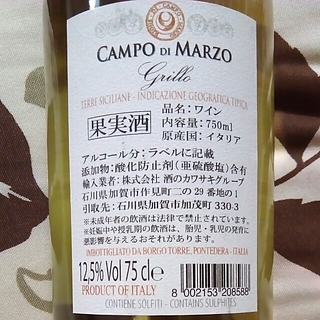 CAMPO DI MARZO
Grillo
TERRE SICILIANE - INDICAZIONE GEOGRAFICA TIPICA
果実酒
品名：ワイン
内容量：750ml
原産国：イタリア
アルコール分：ラベルに記載
添加物：酸化防止剤（亜硫酸塩）含有
輸入業者：株式会社 酒のカワサキグループ
石川県加賀市作見町二の29番地の1
引取先：石川県加賀市加茂町330-3
※未成年者の飲酒は法律で禁止されています。
※妊娠中や授乳期の飲酒は、胎児・乳児の発育に
悪影響を与えるおそれがあります。
IMBOTTIGLIATO DA BORGO TORRE, PONTEDERA - ITALIA
12,5% Vol 75 cl e
PRODUCT OF ITALY
8 002153 208588
CONTIENE SOLFITI - CONTAINS SULPHITES